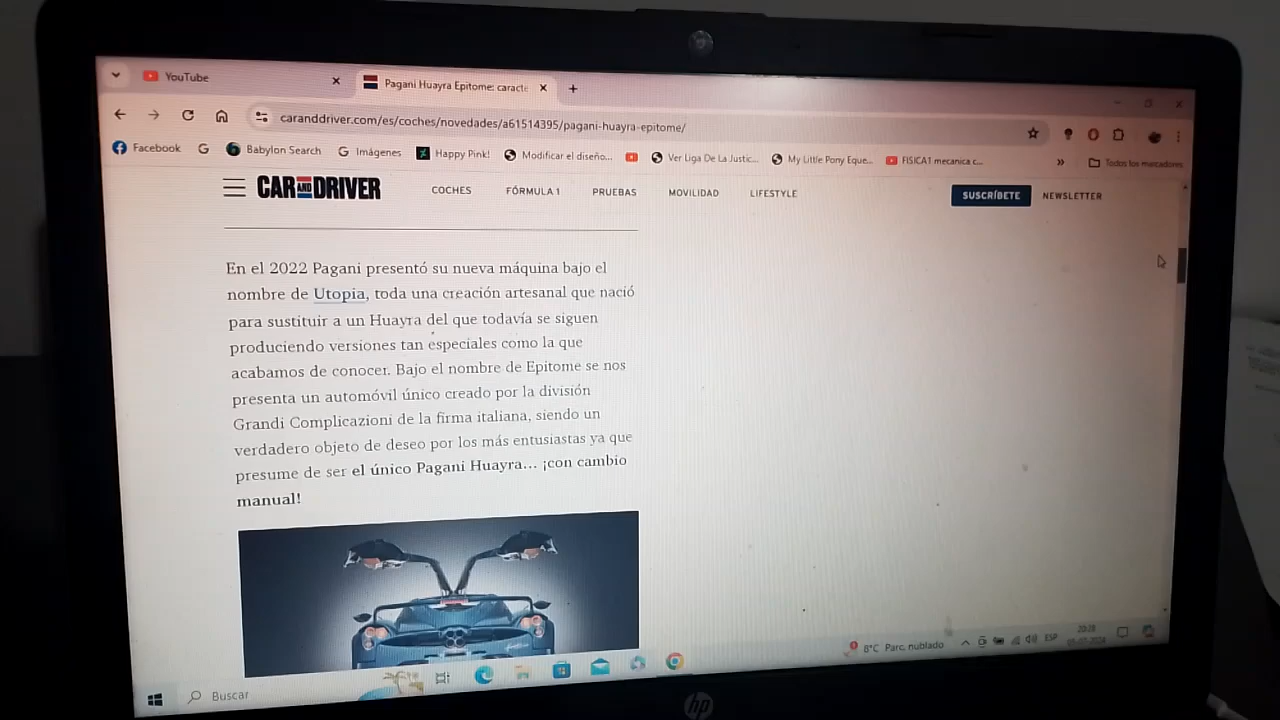 YouTube
Pagani Huayra Epitome: caracte
caranddriver.com/es/coches/novedades/a61514395/pagani-huayra-epitome/
Facebook
G
Babylon Search
G Imágenes
Happy Pink!
Modificar el diseño...
Ver Liga De La Justic...
My Little Pony Eque...
FISICA1 mecanica c...
»
Todos los marcadores
CAR AND DRIVER
COCHES
FÓRMULA 1
PRUEBAS
MOVILIDAD
LIFESTYLE
SUSCRÍBETE
NEWSLETTER
En el 2022 Pagani presentó su nueva máquina bajo el
nombre de Utopia, toda una creación artesanal que nació
para sustituir a un Huayra del que todavía se siguen
produciendo versiones tan especiales como la que
acabamos de conocer. Bajo el nombre de Epitome se nos
presenta un automóvil único creado por la división
Grandi Complicazioni de la firma italiana, siendo un
verdadero objeto de deseo por los más entusiastas ya que
presume de ser el único Pagani Huayra... ¡con cambio
manual!
Buscar
8°C Parc. nublado
ESP
hp